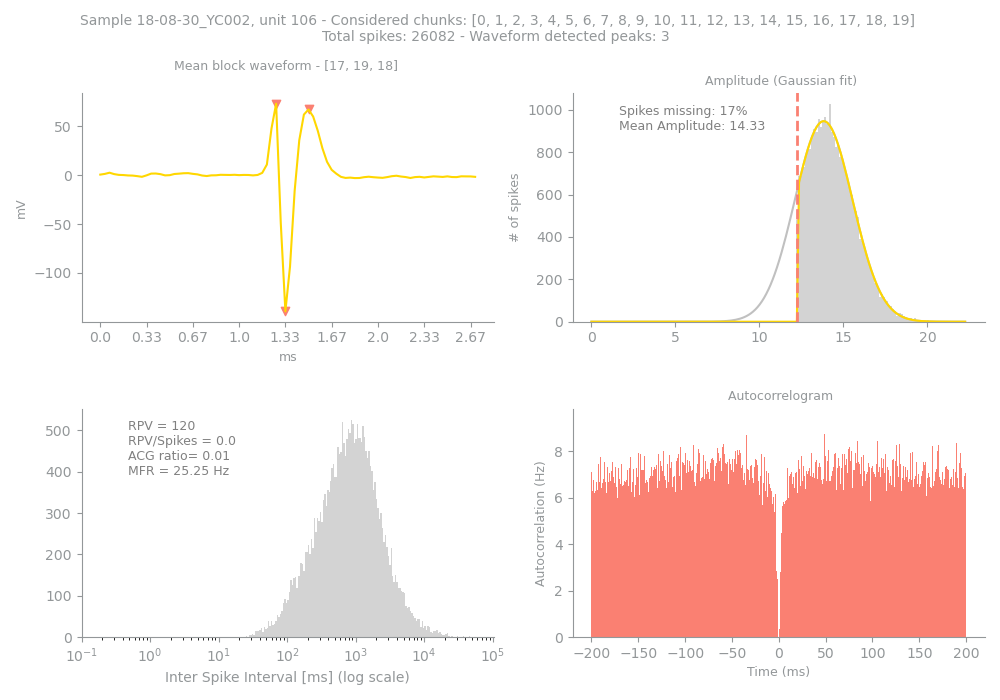 Sample 18-08-30_YC002, unit 106 - Considered chunks: [0, 1, 2, 3, 4, 5, 6, 7, 8, 9, 10, 11, 12, 13, 14, 15, 16, 17, 18, 19]
Total spikes: 26082 - Waveform detected peaks: 3
Mean block waveform - [17, 19, 18]
mV
50
0
−50
−100
0.0 0.33 0.67 1.0 1.33 1.67 2.0 2.33 2.67
ms
Amplitude (Gaussian fit)
Spikes missing: 17%
Mean Amplitude: 14.33
# of spikes
1000
800
600
400
200
0
0 5 10 15 20
RPV = 120
RPV/Spikes = 0.0
ACG ratio= 0.01
MFR = 25.25 Hz
500
400
300
200
100
0
10⁻¹ 10⁰ 10¹ 10² 10³ 10⁴ 10⁵
Inter Spike Interval [ms] (log scale)
Autocorrelogram
Autocorrelation (Hz)
8
6
4
2
0
−200 −150 −100 −50 0 50 100 150 200
Time (ms)